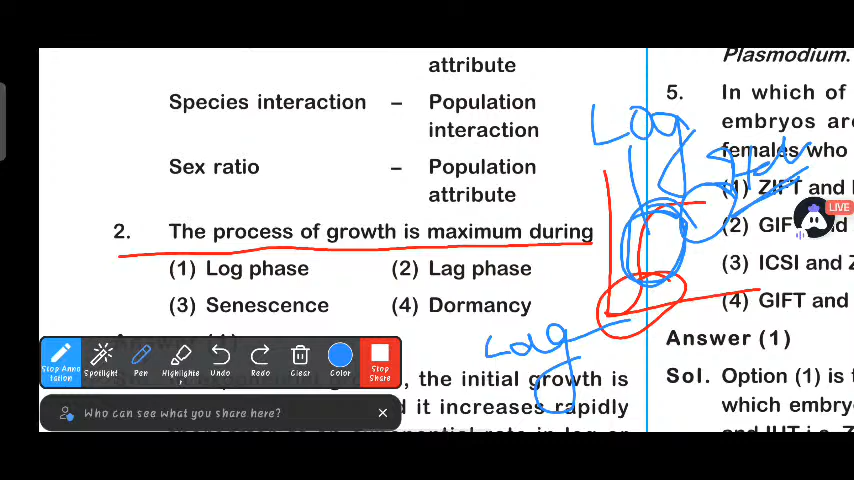 attribute
Species interaction – Population
interaction
Sex ratio – Population
attribute
2. The process of growth is maximum during
(1) Log phase (2) Lag phase
(3) Senescence (4) Dormancy
, the initial growth is
d it increases rapidly
Plasmodium.
5. In which of
embryos are
females who
(1) ZIFT and
(2) GIF
(3) ICSI and Z
(4) GIFT and
Answer (1)
Sol. Option (1) is t
which embry
Log
Lag
LIVE
Stop Annotation
Spotlight
Pen
Highlighte
Undo
Redo
Clear
Color
Stop Share
Who can see what you share here?